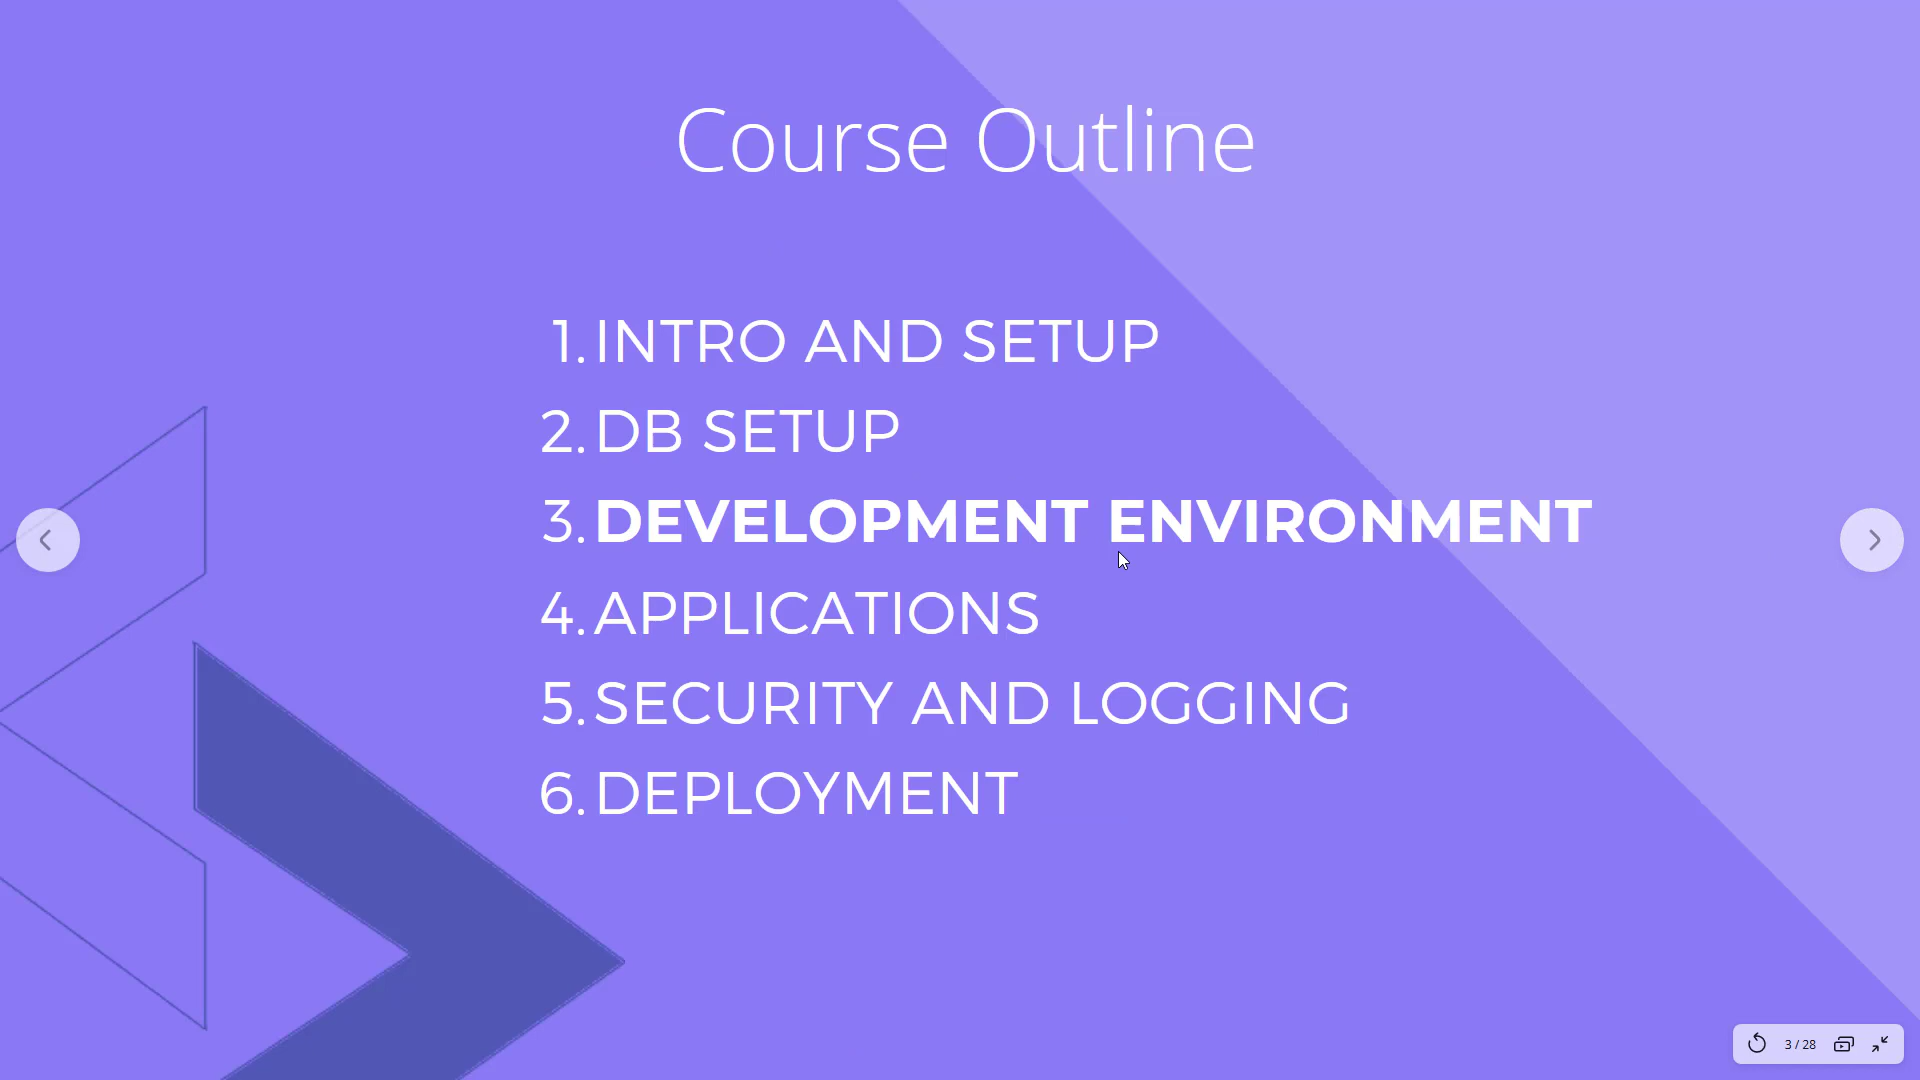 Course Outline
1. INTRO AND SETUP
2. DB SETUP
3. DEVELOPMENT ENVIRONMENT
4. APPLICATIONS
5. SECURITY AND LOGGING
6. DEPLOYMENT
3 / 28